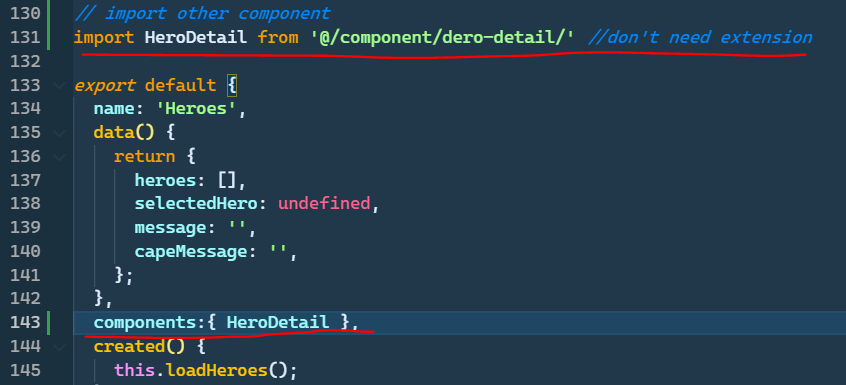 130 // import other component
131 import HeroDetail from '@/component/dero-detail/' //don't need extension
132
133 export default {
134 name: 'Heroes',
135 data() {
136 return {
137 heroes: [],
138 selectedHero: undefined,
139 message: '',
140 capeMessage: '',
141 };
142 },
143 components:{ HeroDetail },
144 created() {
145 this.loadHeroes();